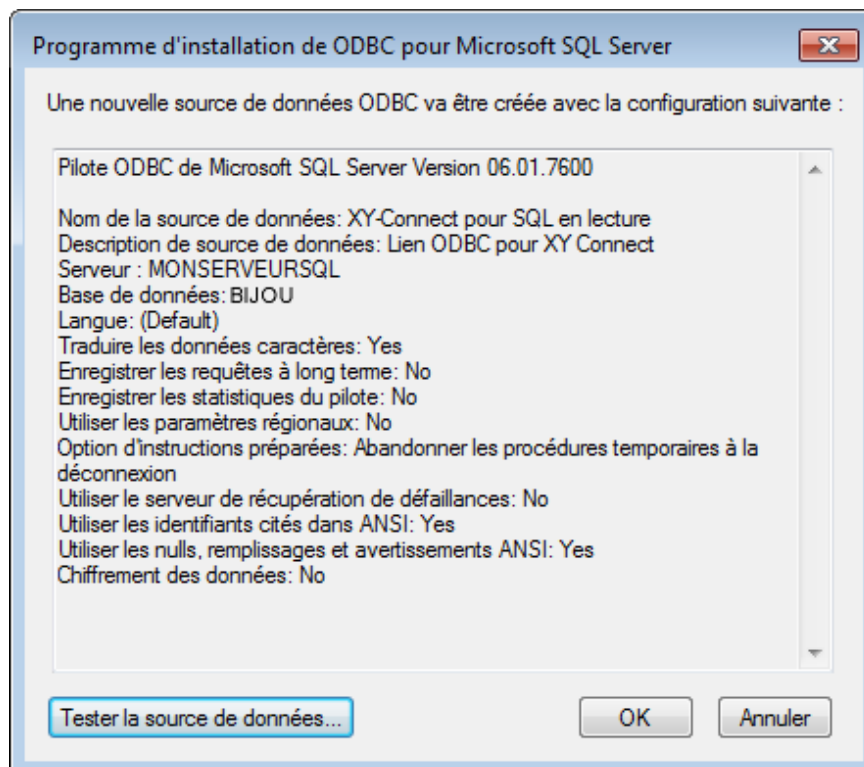 Programme d'installation de ODBC pour Microsoft SQL Server
Une nouvelle source de données ODBC va être créée avec la configuration suivante :
Pilote ODBC de Microsoft SQL Server Version 06.01.7600
Nom de la source de données: XY-Connect pour SQL en lecture
Description de source de données: Lien ODBC pour XY Connect
Serveur : MONSERVEURSQL
Base de données: BIJOU
Langue: (Default)
Traduire les données caractères: Yes
Enregistrer les requêtes à long terme: No
Enregistrer les statistiques du pilote: No
Utiliser les paramètres régionaux: No
Option d'instructions préparées: Abandonner les procédures temporaires à la
déconnexion
Utiliser le serveur de récupération de défaillances: No
Utiliser les identifiants cités dans ANSI: Yes
Utiliser les nulls, remplissages et avertissements ANSI: Yes
Chiffrement des données: No
Tester la source de données...
OK
Annuler